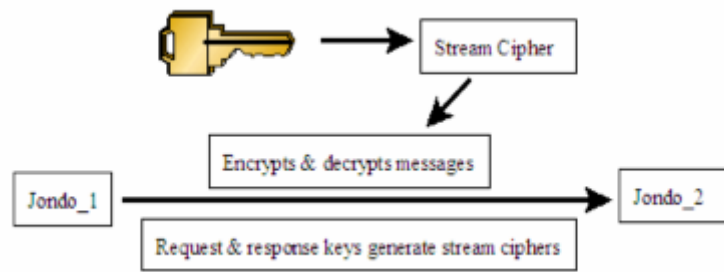 Stream Cipher
Encrypts & decrypts messages
Jondo_1
Jondo_2
Request & response keys generate stream ciphers